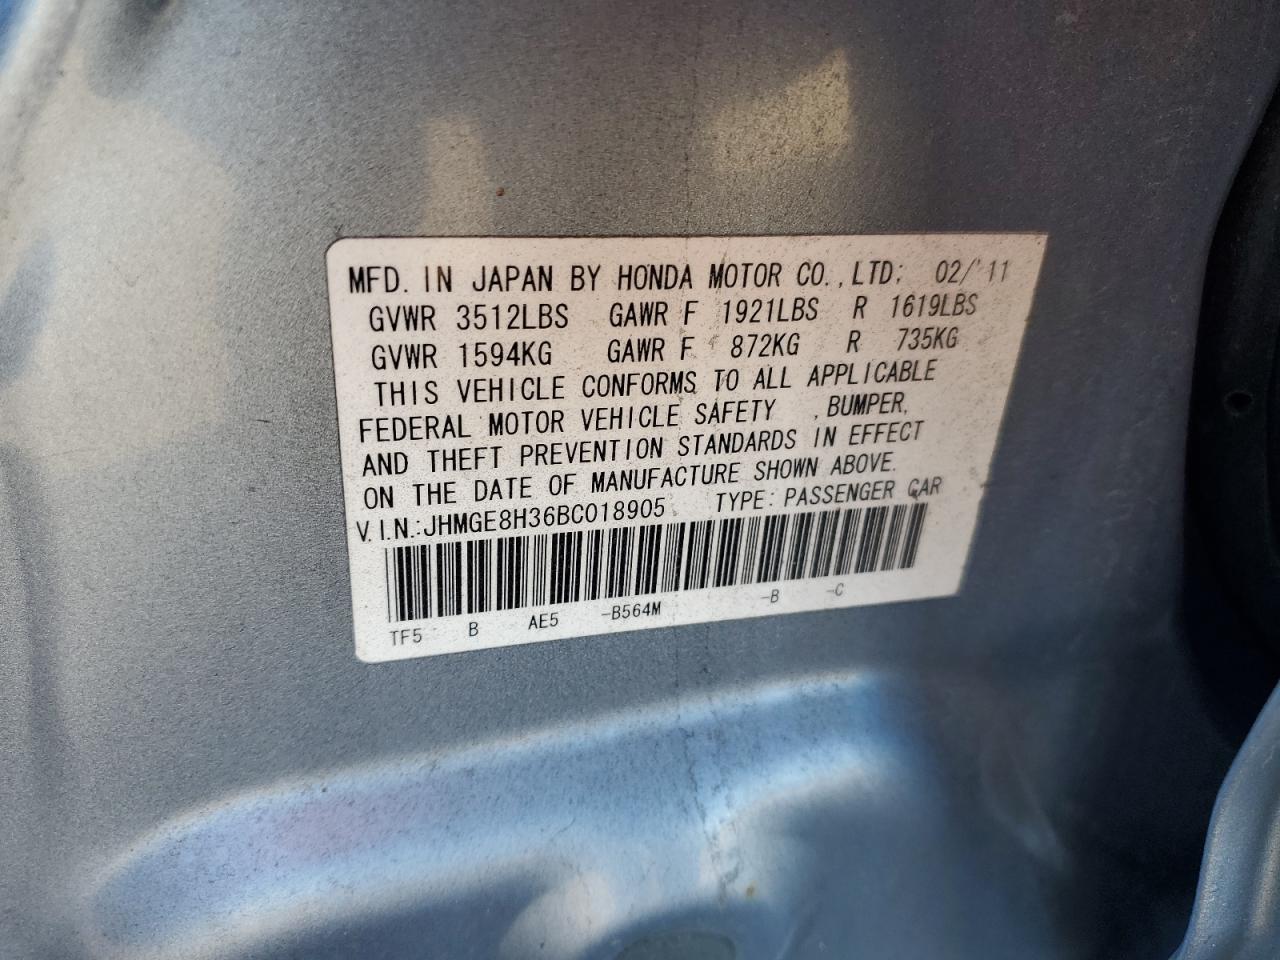 MFD. IN JAPAN BY HONDA MOTOR CO., LTD; 02/'11
GVWR 3512LBS GAWR F 1921LBS R 1619LBS
GVWR 1594KG GAWR F 872KG R 735KG
THIS VEHICLE CONFORMS TO ALL APPLICABLE
FEDERAL MOTOR VEHICLE SAFETY , BUMPER,
AND THEFT PREVENTION STANDARDS IN EFFECT
ON THE DATE OF MANUFACTURE SHOWN ABOVE.
V.I.N.:JHMGE8H36BC018905 TYPE: PASSENGER CAR
TF5 B AE5 -B564M -B -C